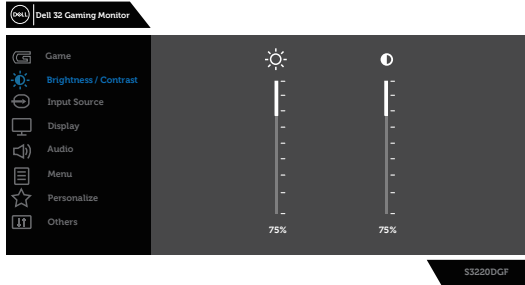 DELL
Dell 32 Gaming Monitor
Game
Brightness / Contrast
Input Source
Display
Audio
Menu
Personalize
Others
75%
75%
S3220DGF